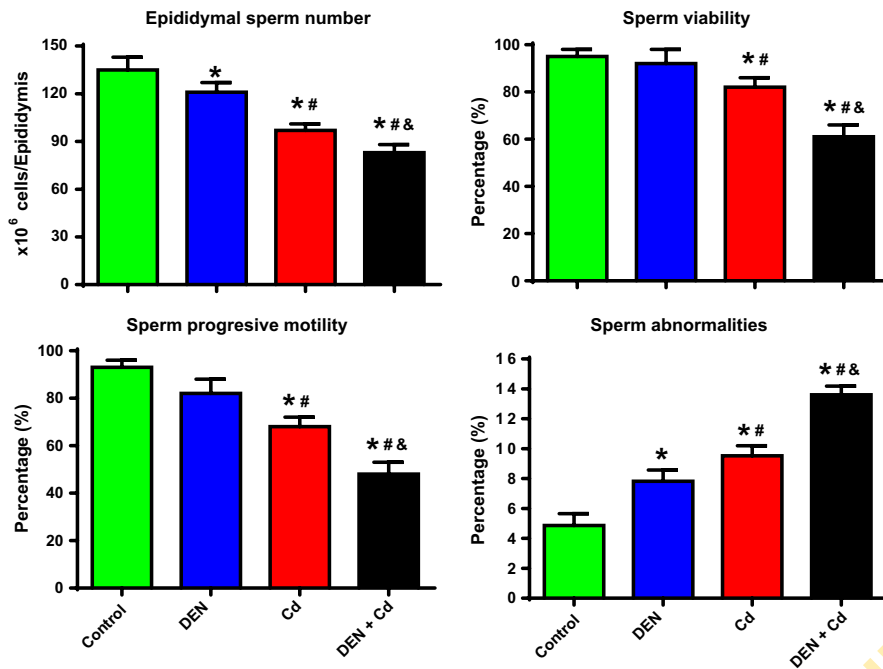 Epididymal sperm number
x10⁶ cells/Epididymis
150
120
90
60
30
0
*
* #
* # &
Sperm viability
Percentage (%)
100
80
60
40
20
0
* #
* # &
Sperm progresive motility
Percentage (%)
100
80
60
40
20
0
* #
* # &
Control
DEN
Cd
DEN + Cd
Sperm abnormalities
Percentage (%)
16
14
12
10
8
6
4
2
0
*
* #
* # &
Control
DEN
Cd
DEN + Cd